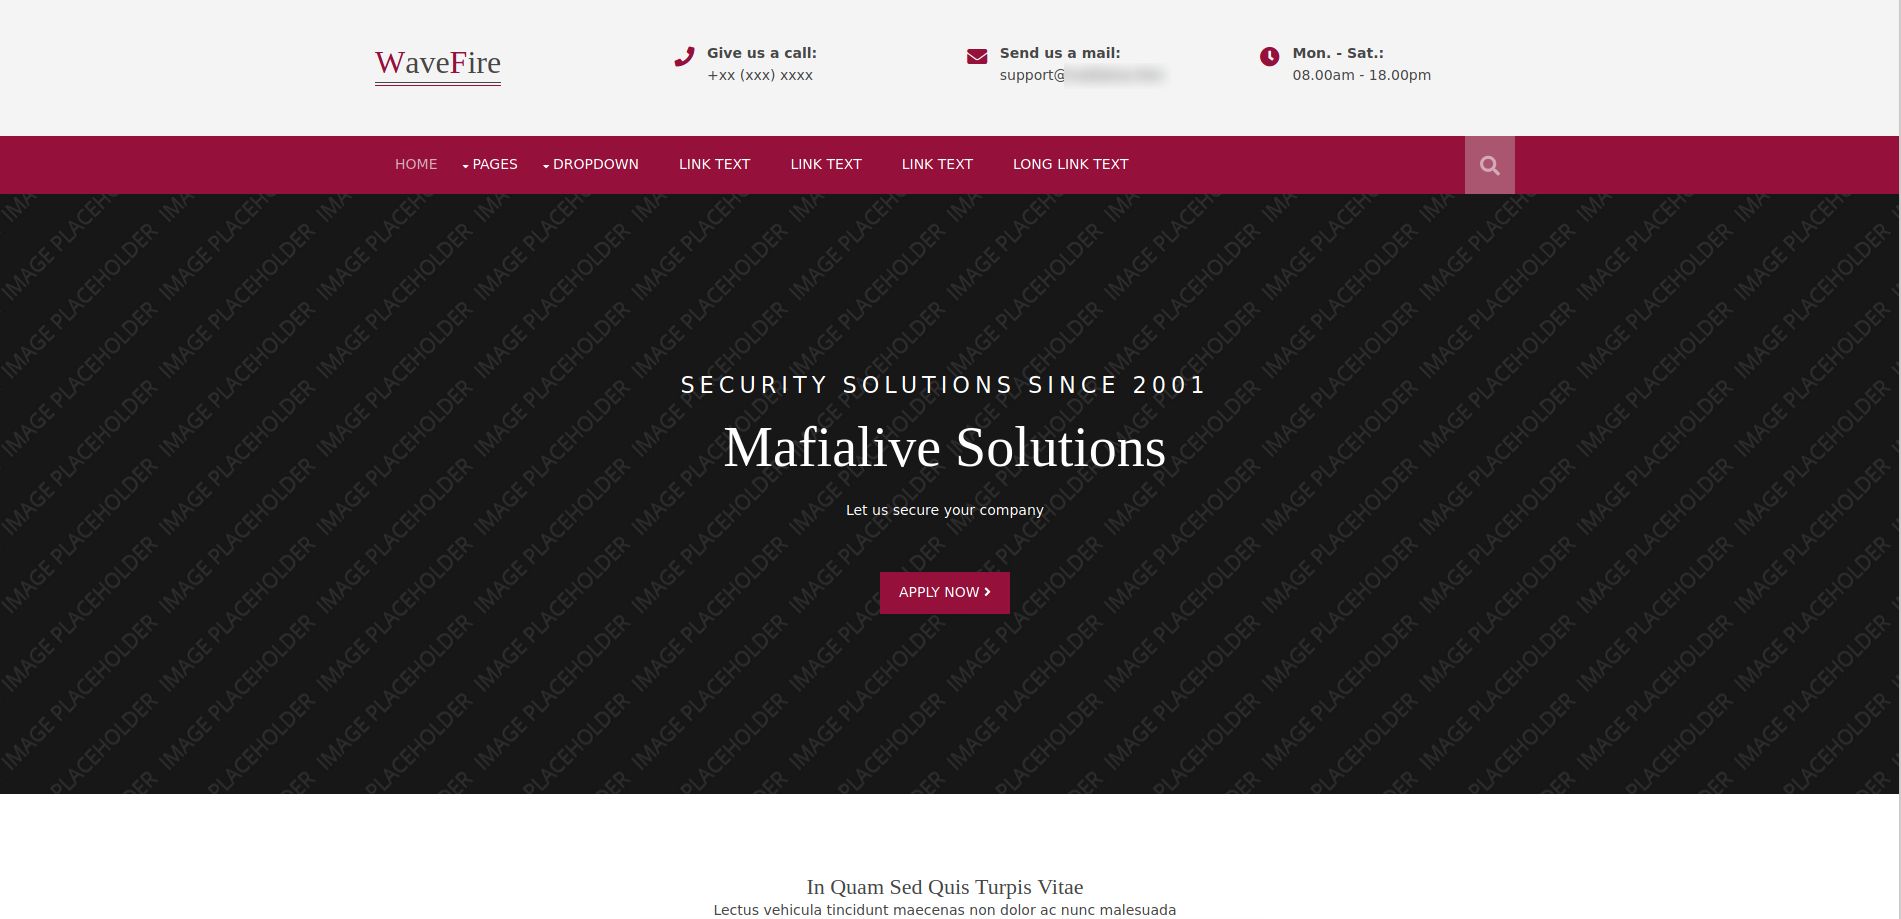 WaveFire
Give us a call:
+xx (xxx) xxxx
Send us a mail:
support@
Mon. - Sat.:
08.00am - 18.00pm
HOME PAGES DROPDOWN LINK TEXT LINK TEXT LINK TEXT LONG LINK TEXT
IMAGE PLACEHOLDER
SECURITY SOLUTIONS SINCE 2001
Mafialive Solutions
Let us secure your company
APPLY NOW
In Quam Sed Quis Turpis Vitae
Lectus vehicula tincidunt maecenas non dolor ac nunc malesuada